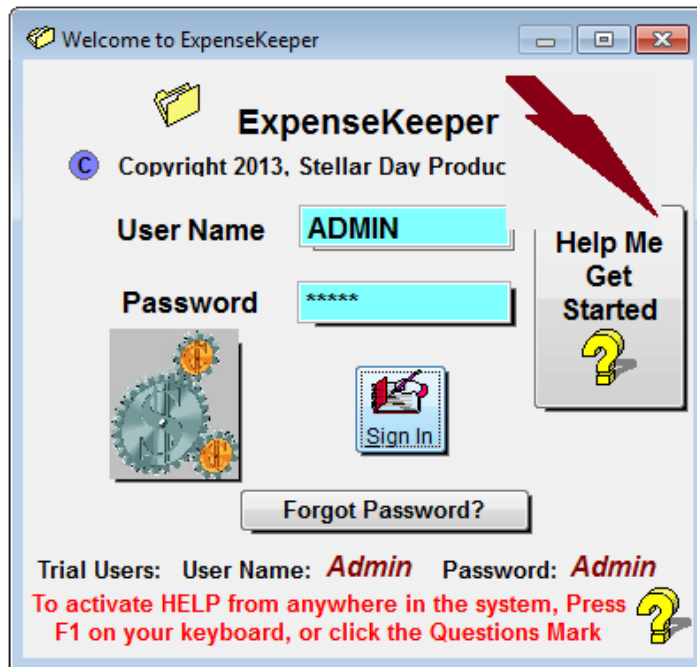 Welcome to ExpenseKeeper
ExpenseKeeper
C Copyright 2013, Stellar Day Produc
User Name ADMIN
Password *****
Help Me
Get
Started
Sign In
Forgot Password?
Trial Users: User Name: Admin Password: Admin
To activate HELP from anywhere in the system, Press
F1 on your keyboard, or click the Questions Mark